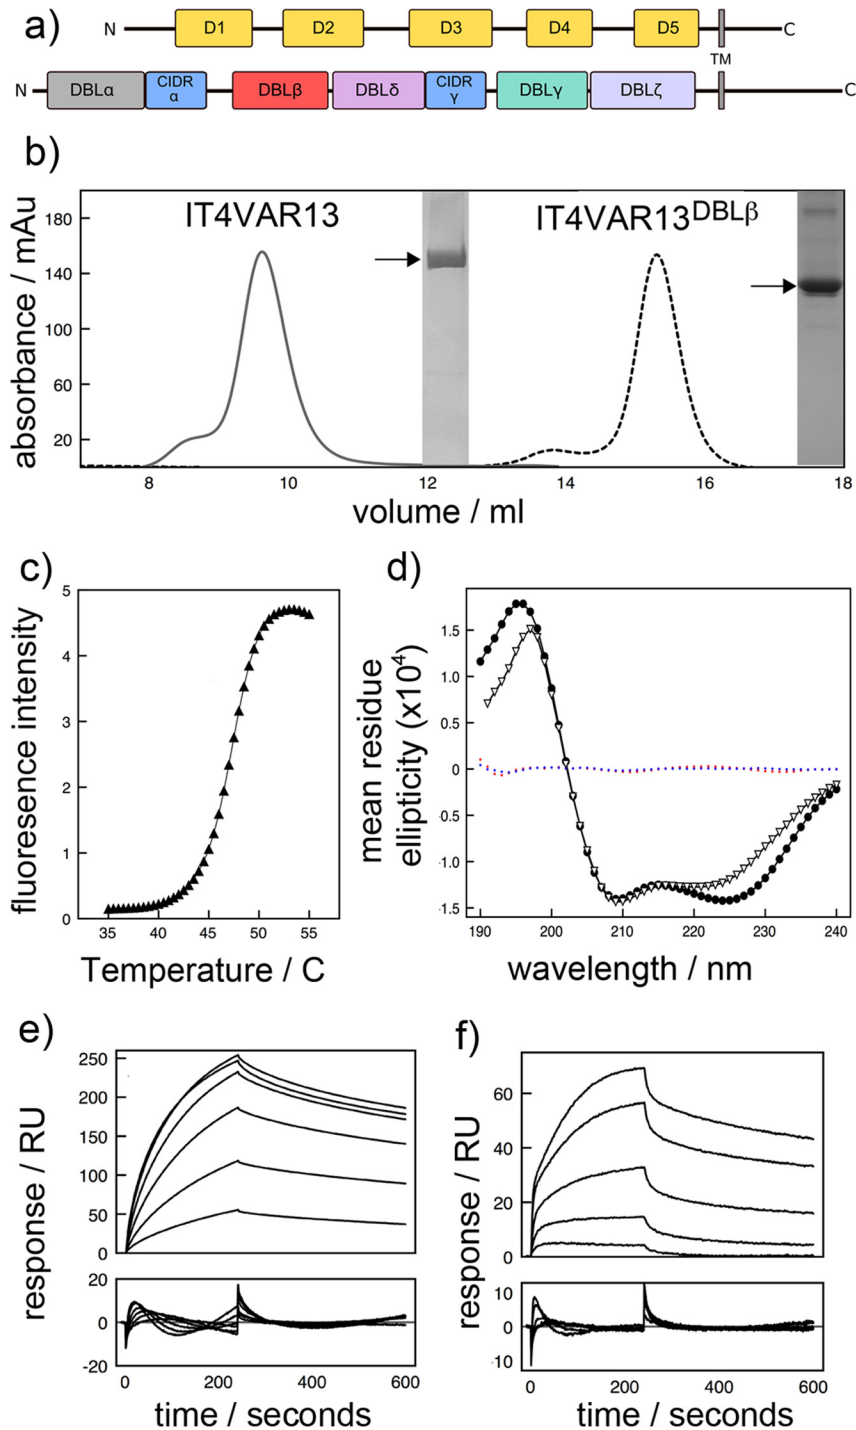 a)
N D1 D2 D3 D4 D5 C
TM
N DBLα CIDR α DBLβ DBLδ CIDR γ DBLγ DBLζ C
b)
IT4VAR13 IT4VAR13DBLβ
absorbance / mAu
180
140
100
60
20
8 10 12 14 16 18
volume / ml
c)
fluoresence intensity
5
4
3
2
1
0
35 40 45 50 55
Temperature / C
d)
mean residue
ellipticity (x104)
1.5
1.0
0.5
0
-0.5
-1.0
-1.5
190 200 210 220 230 240
wavelength / nm
e)
response / RU
250
200
150
100
50
0
20
0
-20
0 200 400 600
time / seconds
f)
response / RU
60
40
20
0
10
0
10
0 200 400 600
time / seconds